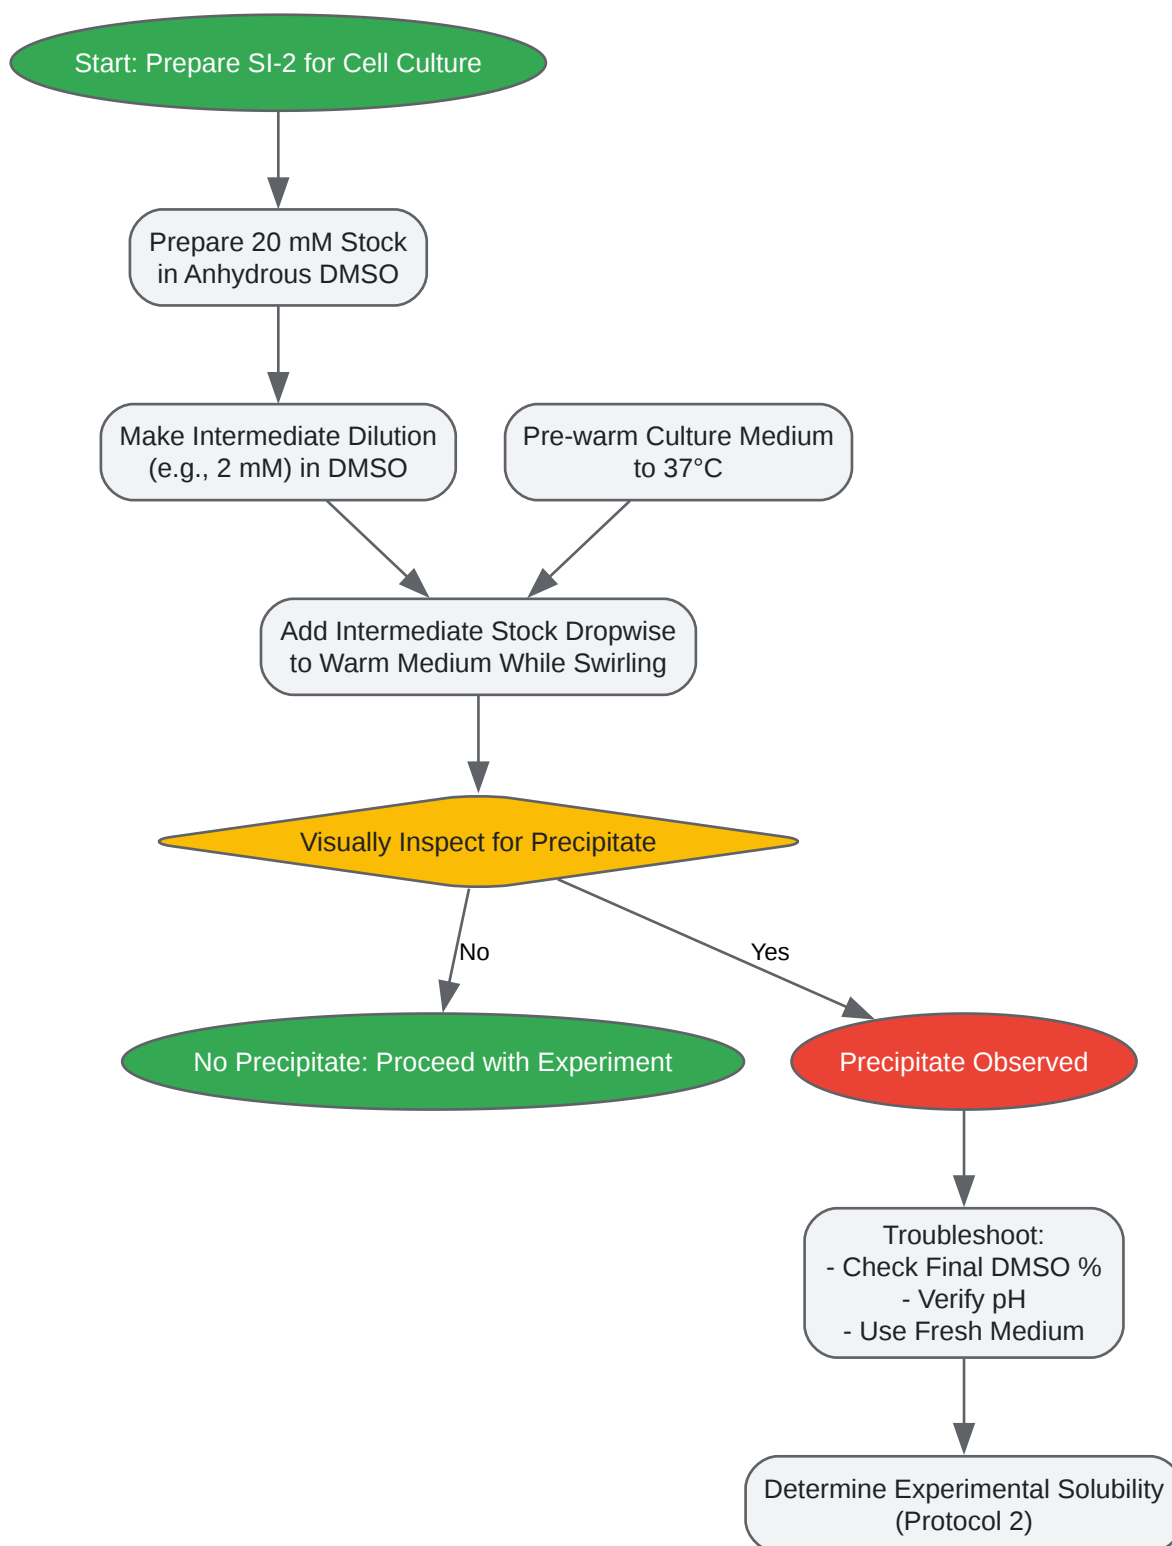 Start: Prepare SI-2 for Cell Culture
Prepare 20 mM Stock
in Anhydrous DMSO
Make Intermediate Dilution
(e.g., 2 mM) in DMSO
Pre-warm Culture Medium
to 37°C
Add Intermediate Stock Dropwise
to Warm Medium While Swirling
Visually Inspect for Precipitate
No
Yes
No Precipitate: Proceed with Experiment
Precipitate Observed
Troubleshoot:
- Check Final DMSO %
- Verify pH
- Use Fresh Medium
Determine Experimental Solubility
(Protocol 2)